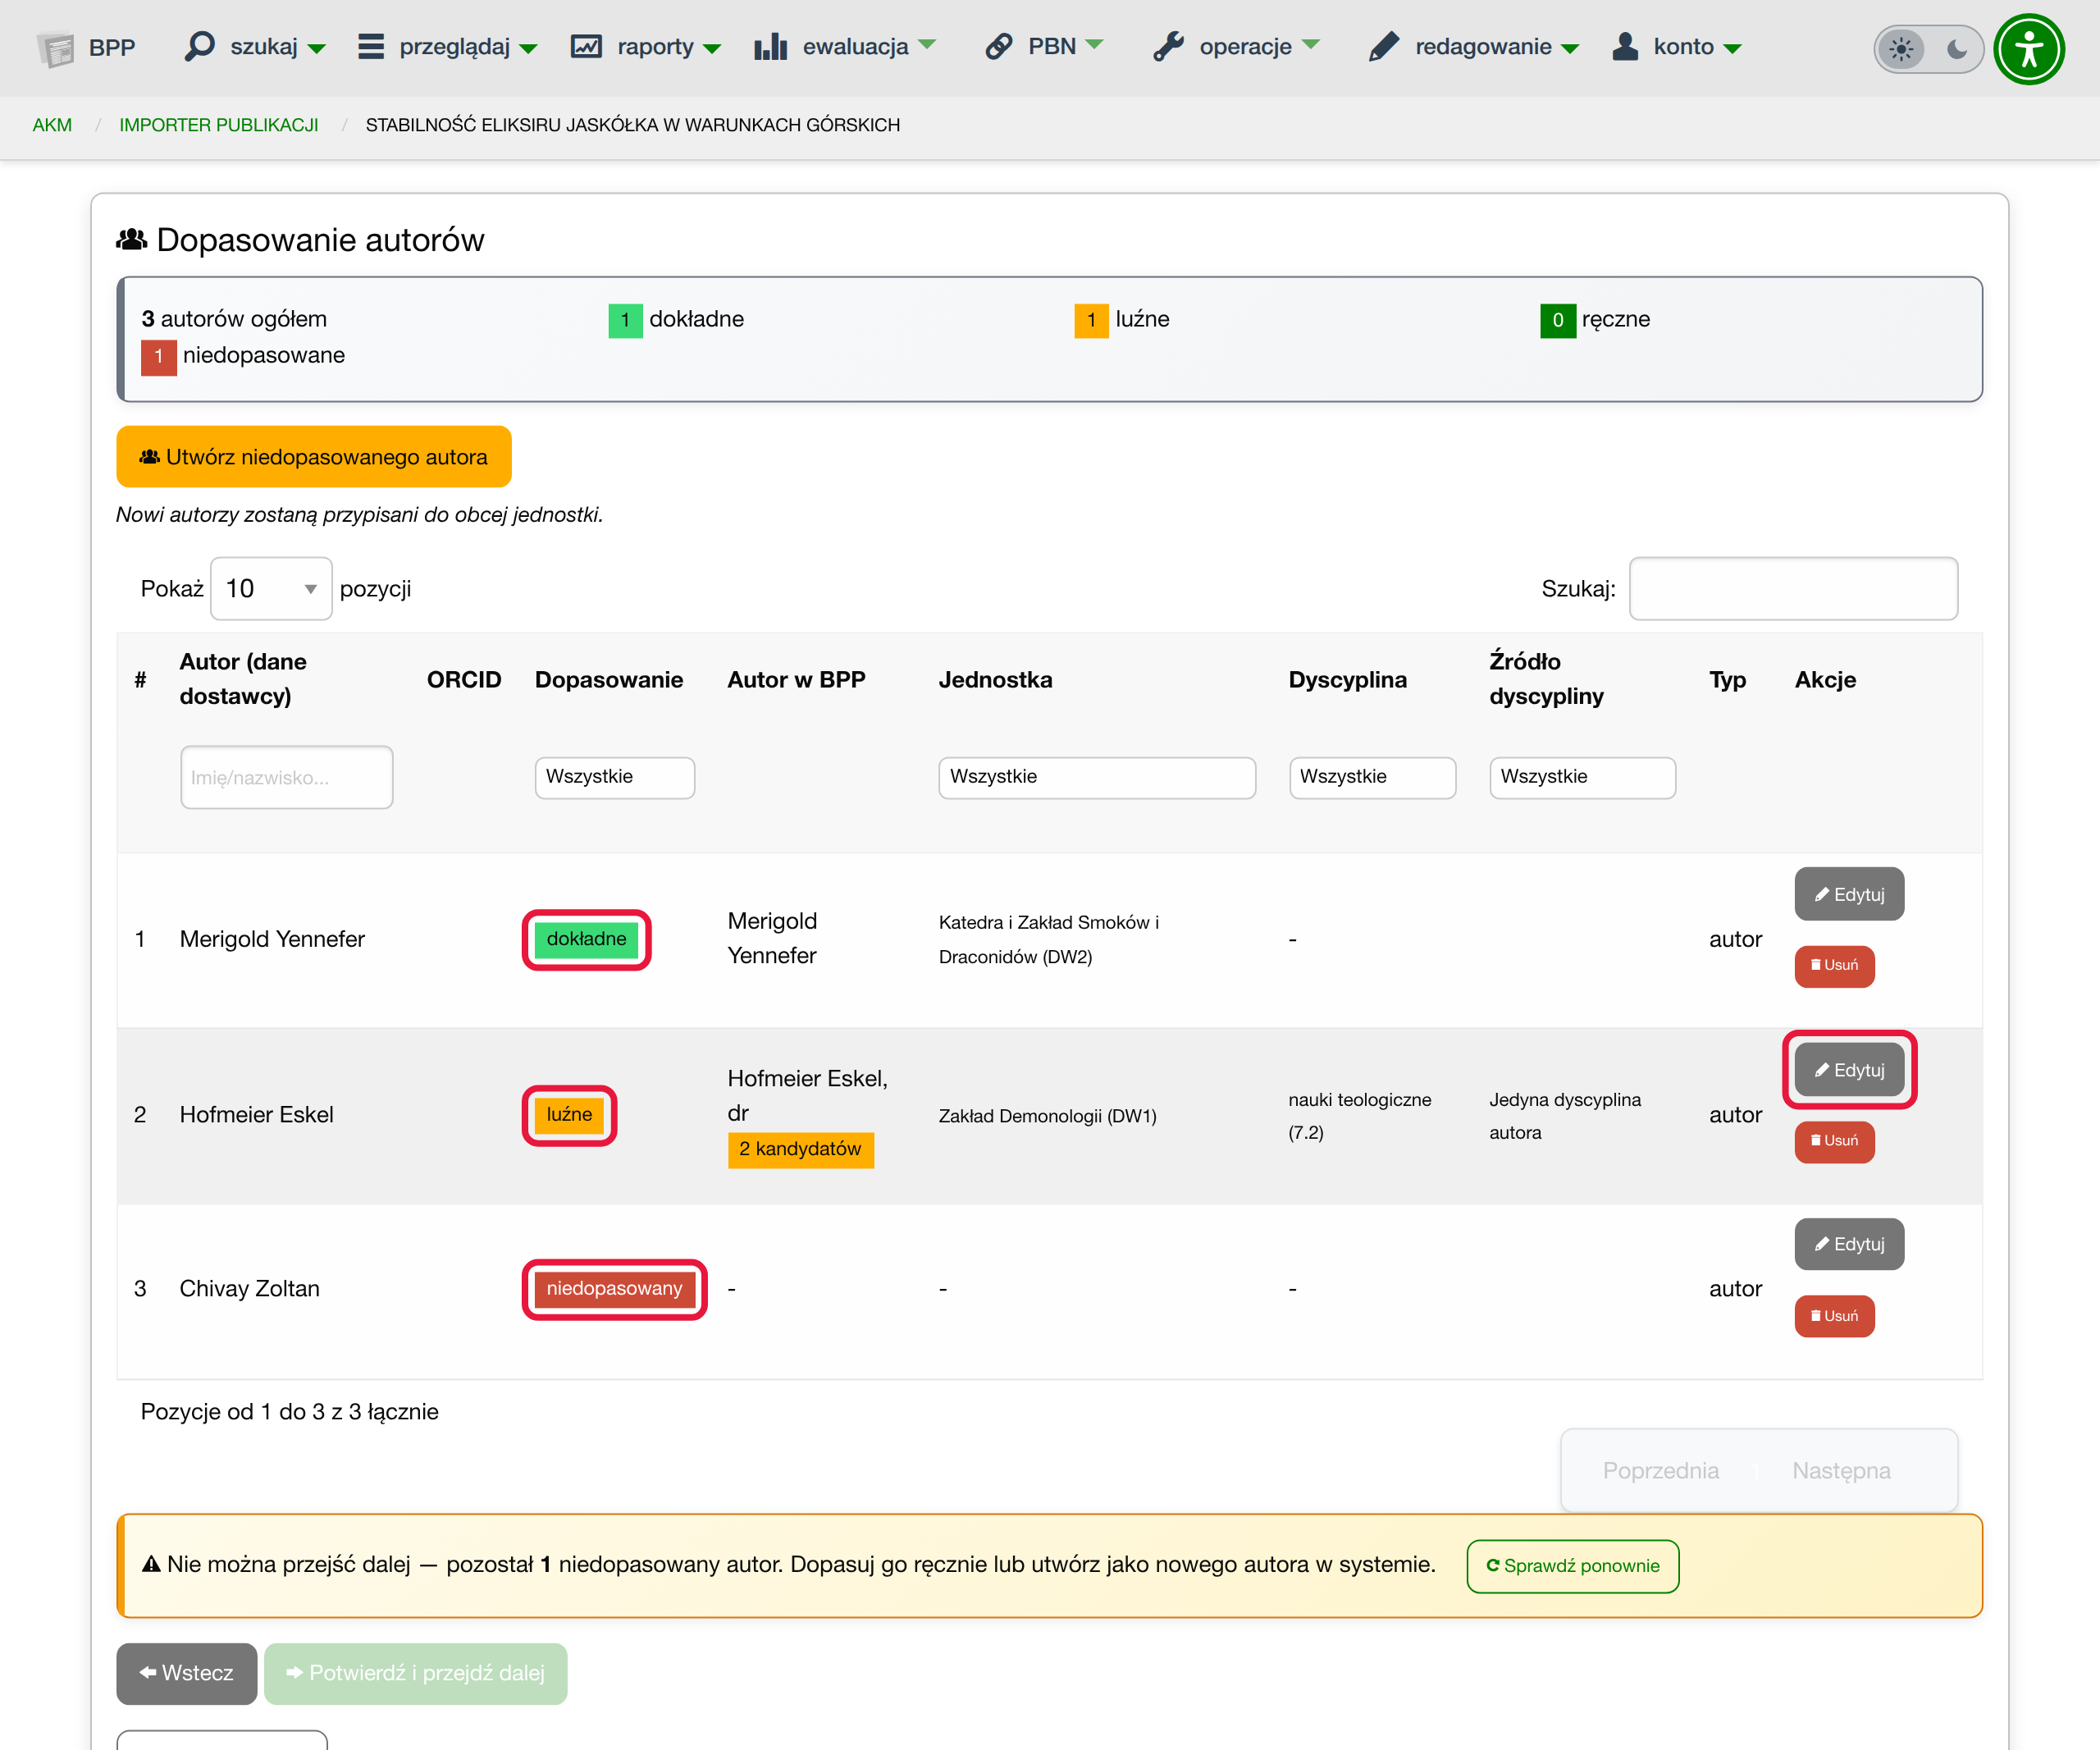 BPP szukaj przeglądaj raporty ewaluacja PBN operacje redagowanie konto
AKM / IMPORTER PUBLIKACJI / STABILNOŚĆ ELIKSIRU JASKÓŁKA W WARUNKACH GÓRSKICH
Dopasowanie autorów
3 autorów ogółem 1 dokładne 1 luźne 0 ręczne
1 niedopasowane
Utwórz niedopasowanego autora
Nowi autorzy zostaną przypisani do obcej jednostki.
Pokaż 10 pozycji Szukaj:
# Autor (dane dostawcy) ORCID Dopasowanie Autor w BPP Jednostka Dyscyplina Źródło dyscypliny Typ Akcje
Imię/nazwisko... Wszystkie Wszystkie Wszystkie Wszystkie
1 Merigold Yennefer dokładne Merigold Yennefer Katedra i Zakład Smoków i Draconidów (DW2) - autor Edytuj
Usuń
2 Hofmeier Eskel luźne Hofmeier Eskel, dr 2 kandydatów Zakład Demonologii (DW1) nauki teologiczne (7.2) Jedyna dyscyplina autora autor Edytuj
Usuń
3 Chivay Zoltan niedopasowany - - - autor Edytuj
Usuń
Pozycje od 1 do 3 z 3 łącznie
Poprzednia 1 Następna
Nie można przejść dalej — pozostał 1 niedopasowany autor. Dopasuj go ręcznie lub utwórz jako nowego autora w systemie. Sprawdź ponownie
Wstecz Potwierdź i przejdź dalej